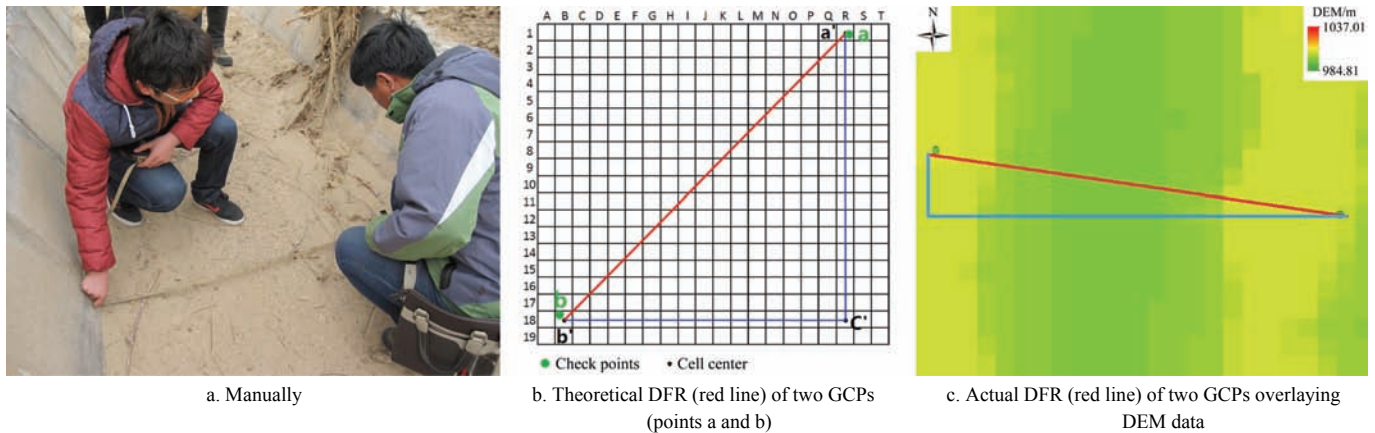 A B C D E F G H I J K L M N O P Q R S T
1
2
3
4
5
6
7
8
9
10
11
12
13
14
15
16
17
18
19
a' a
b
b'
C'
Check points Cell center
N
DEM/m
1037.01
984.81
a. Manually
b. Theoretical DFR (red line) of two GCPs
(points a and b)
c. Actual DFR (red line) of two GCPs overlaying
DEM data